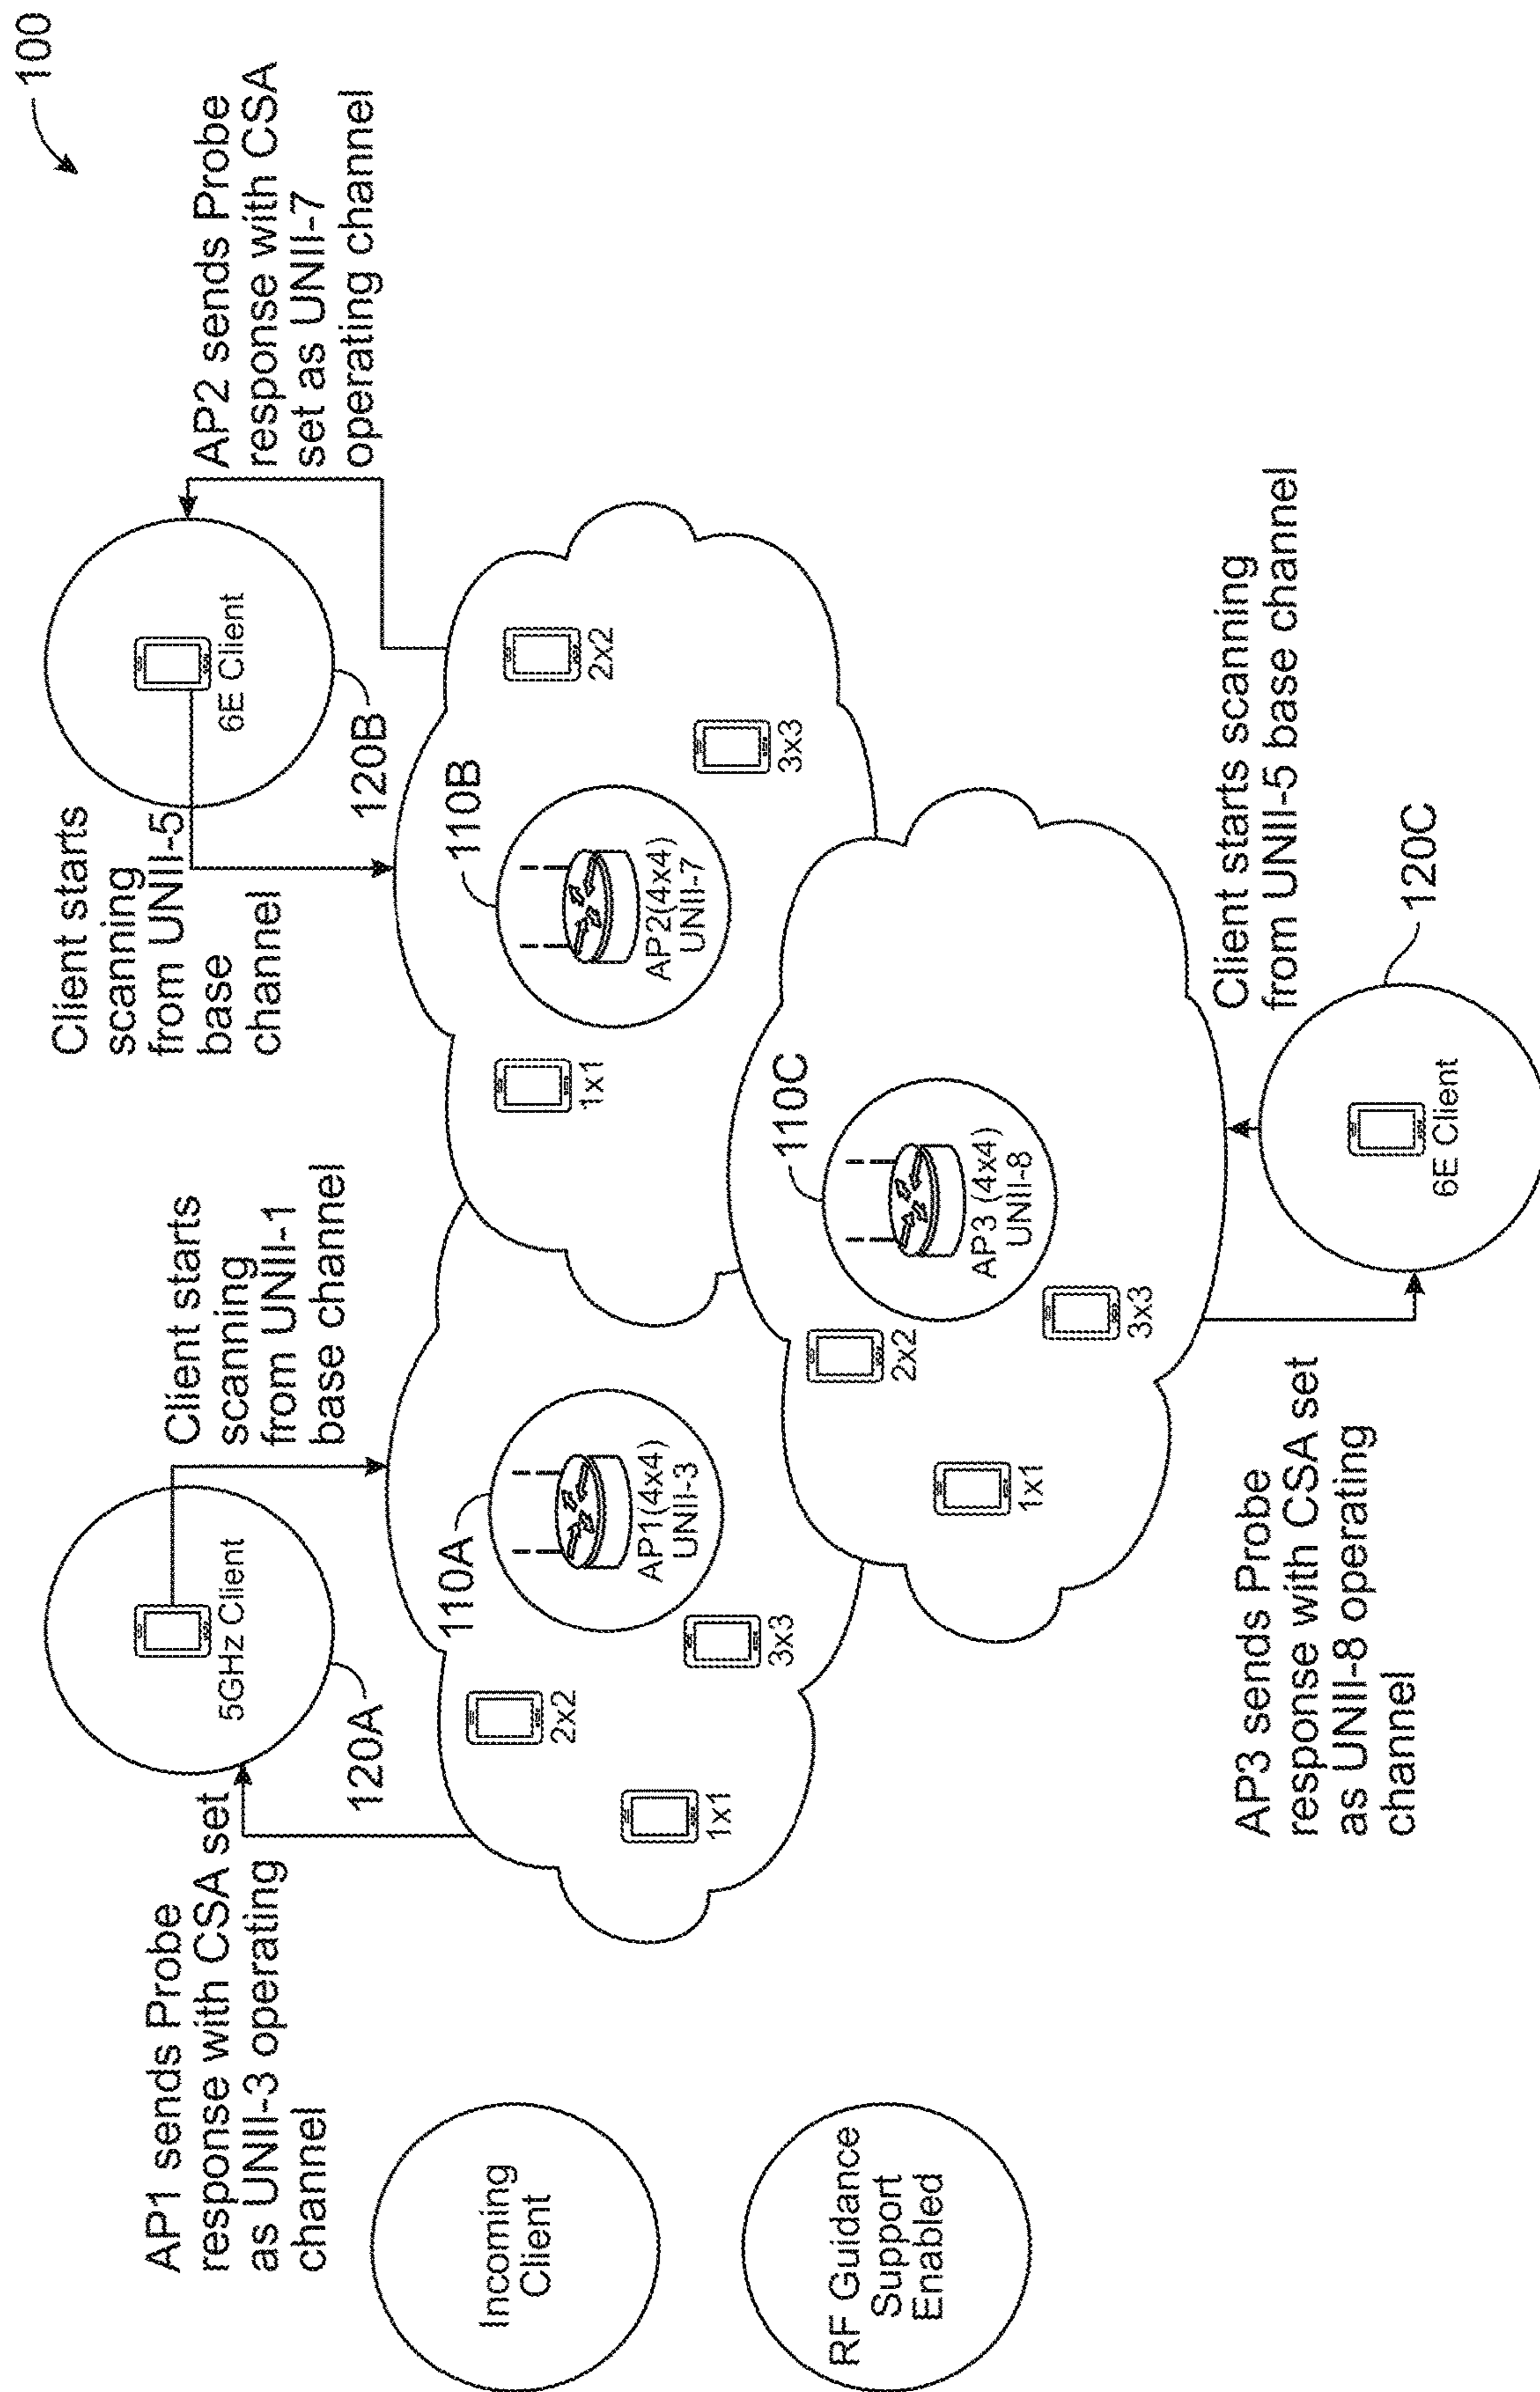 100
AP1 sends Probe
response with CSA set
as UNII-3 operating
channel
5GHz Client
120A
Client starts
scanning
from UNII-1
base channel
Client starts
scanning
from UNII-5
base
channel
6E Client
120B
AP2 sends Probe
response with CSA
set as UNII-7
operating channel
Incoming
Client
RF Guidance
Support
Enabled
110A
AP1(4x4)
UNII-3
1x1
2x2
3x3
110B
AP2(4x4)
UNII-7
1x1
2x2
3x3
110C
AP3 (4x4)
UNII-8
1x1
2x2
3x3
AP3 sends Probe
response with CSA set
as UNII-8 operating
channel
6E Client
120C
Client starts scanning
from UNII-5 base channel